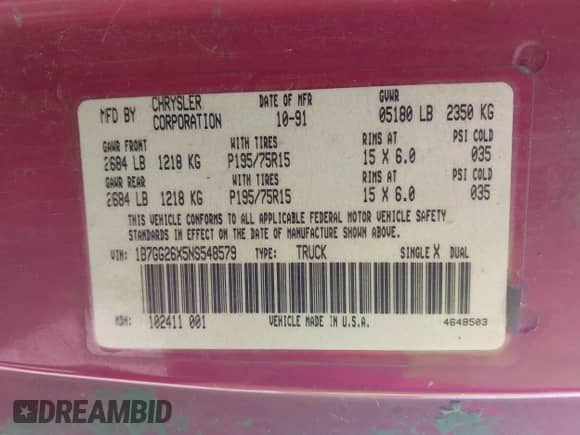 MFD BY CHRYSLER CORPORATION DATE OF MFR 10-91 GVWR 05180 LB 2350 KG
GAWR FRONT WITH TIRES RIMS AT PSI COLD
2684 LB 1218 KG P195/75R15 15 X 6.0 035
GAWR REAR WITH TIRES RIMS AT PSI COLD
2684 LB 1218 KG P195/75R15 15 X 6.0 035
THIS VEHICLE CONFORMS TO ALL APPLICABLE FEDERAL MOTOR VEHICLE SAFETY
STANDARDS IN EFFECT ON THE DATE OF MANUFACTURE SHOWN ABOVE.
VIN: 1B7GG26X5NS548579 TYPE: TRUCK SINGLE X DUAL
MDH: 102411 001 VEHICLE MADE IN U.S.A. 4648503
DREAMBID